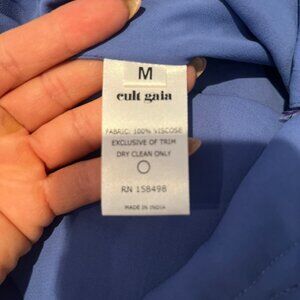 M
cult gaia
FABRIC: 100% VISCOSE
EXCLUSIVE OF TRIM
DRY CLEAN ONLY
RN 158498
MADE IN INDIA